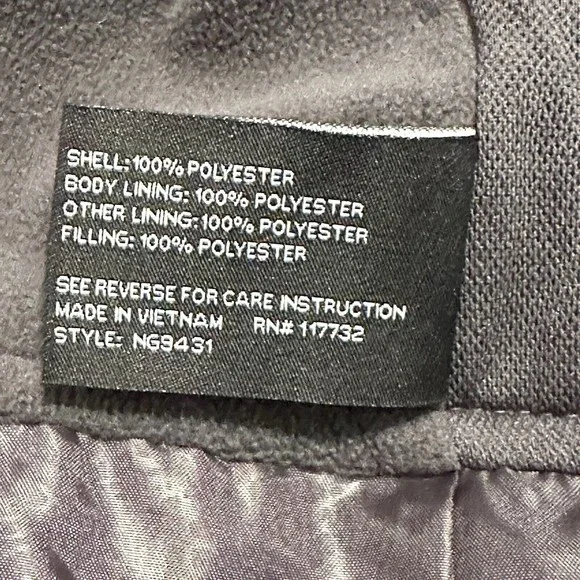 SHELL: 100% POLYESTER
BODY LINING: 100% POLYESTER
OTHER LINING: 100% POLYESTER
FILLING: 100% POLYESTER
SEE REVERSE FOR CARE INSTRUCTION
MADE IN VIETNAM RN# 117732
STYLE: NG9431